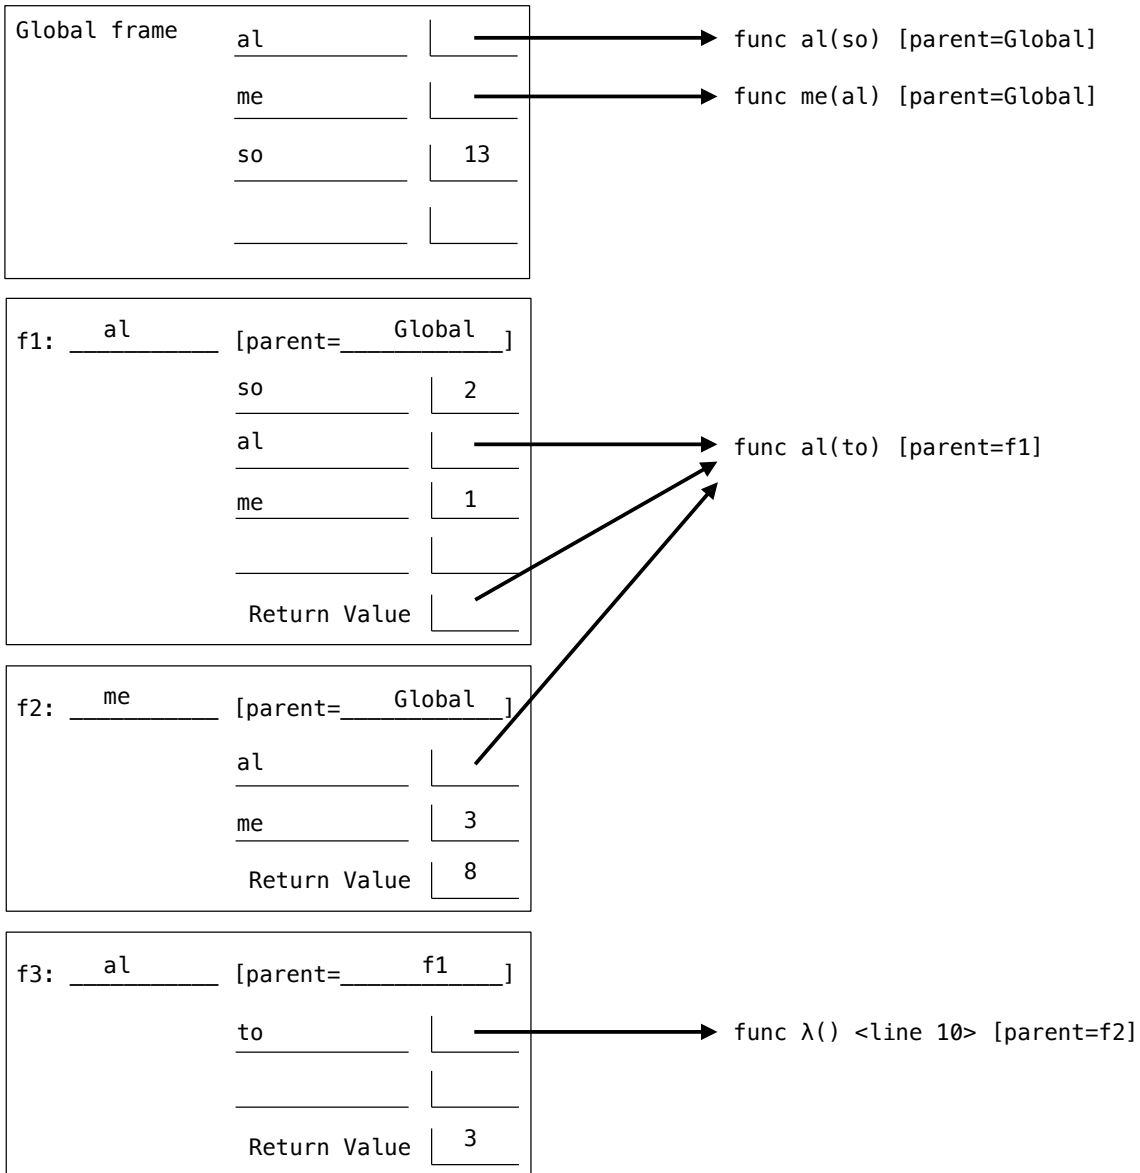 Global frame
al func al(so) [parent=Global]
me func me(al) [parent=Global]
so 13
f1: al [parent= Global ]
so 2
al func al(to) [parent=f1]
me 1
Return Value
f2: me [parent= Global ]
al
me 3
Return Value 8
f3: al [parent= f1 ]
to func λ() <line 10> [parent=f2]
Return Value 3